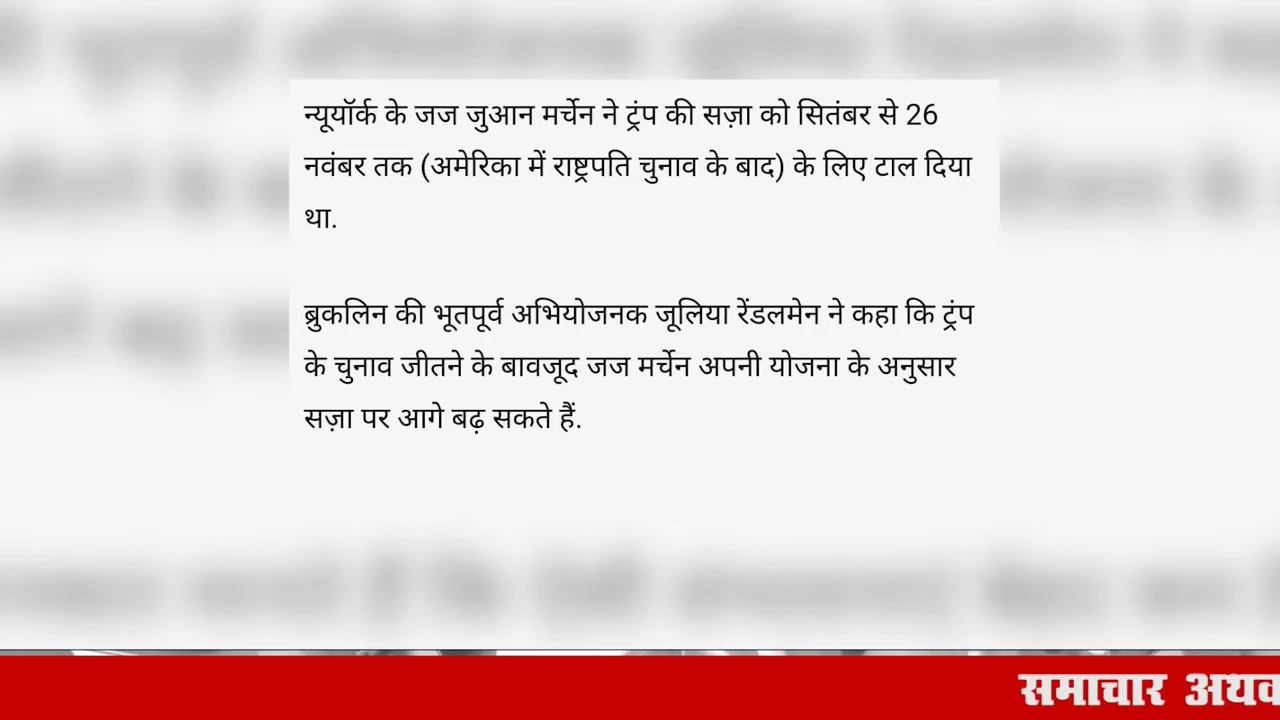 न्यूयॉर्क के जज जुआन मर्चेन ने ट्रंप की सज़ा को सितंबर से 26
नवंबर तक (अमेरिका में राष्ट्रपति चुनाव के बाद) के लिए टाल दिया
था.
ब्रुकलिन की भूतपूर्व अभियोजनक जूलिया रेंडलमेन ने कहा कि ट्रंप
के चुनाव जीतने के बावजूद जज मर्चेन अपनी योजना के अनुसार
सज़ा पर आगे बढ़ सकते हैं.
समाचार